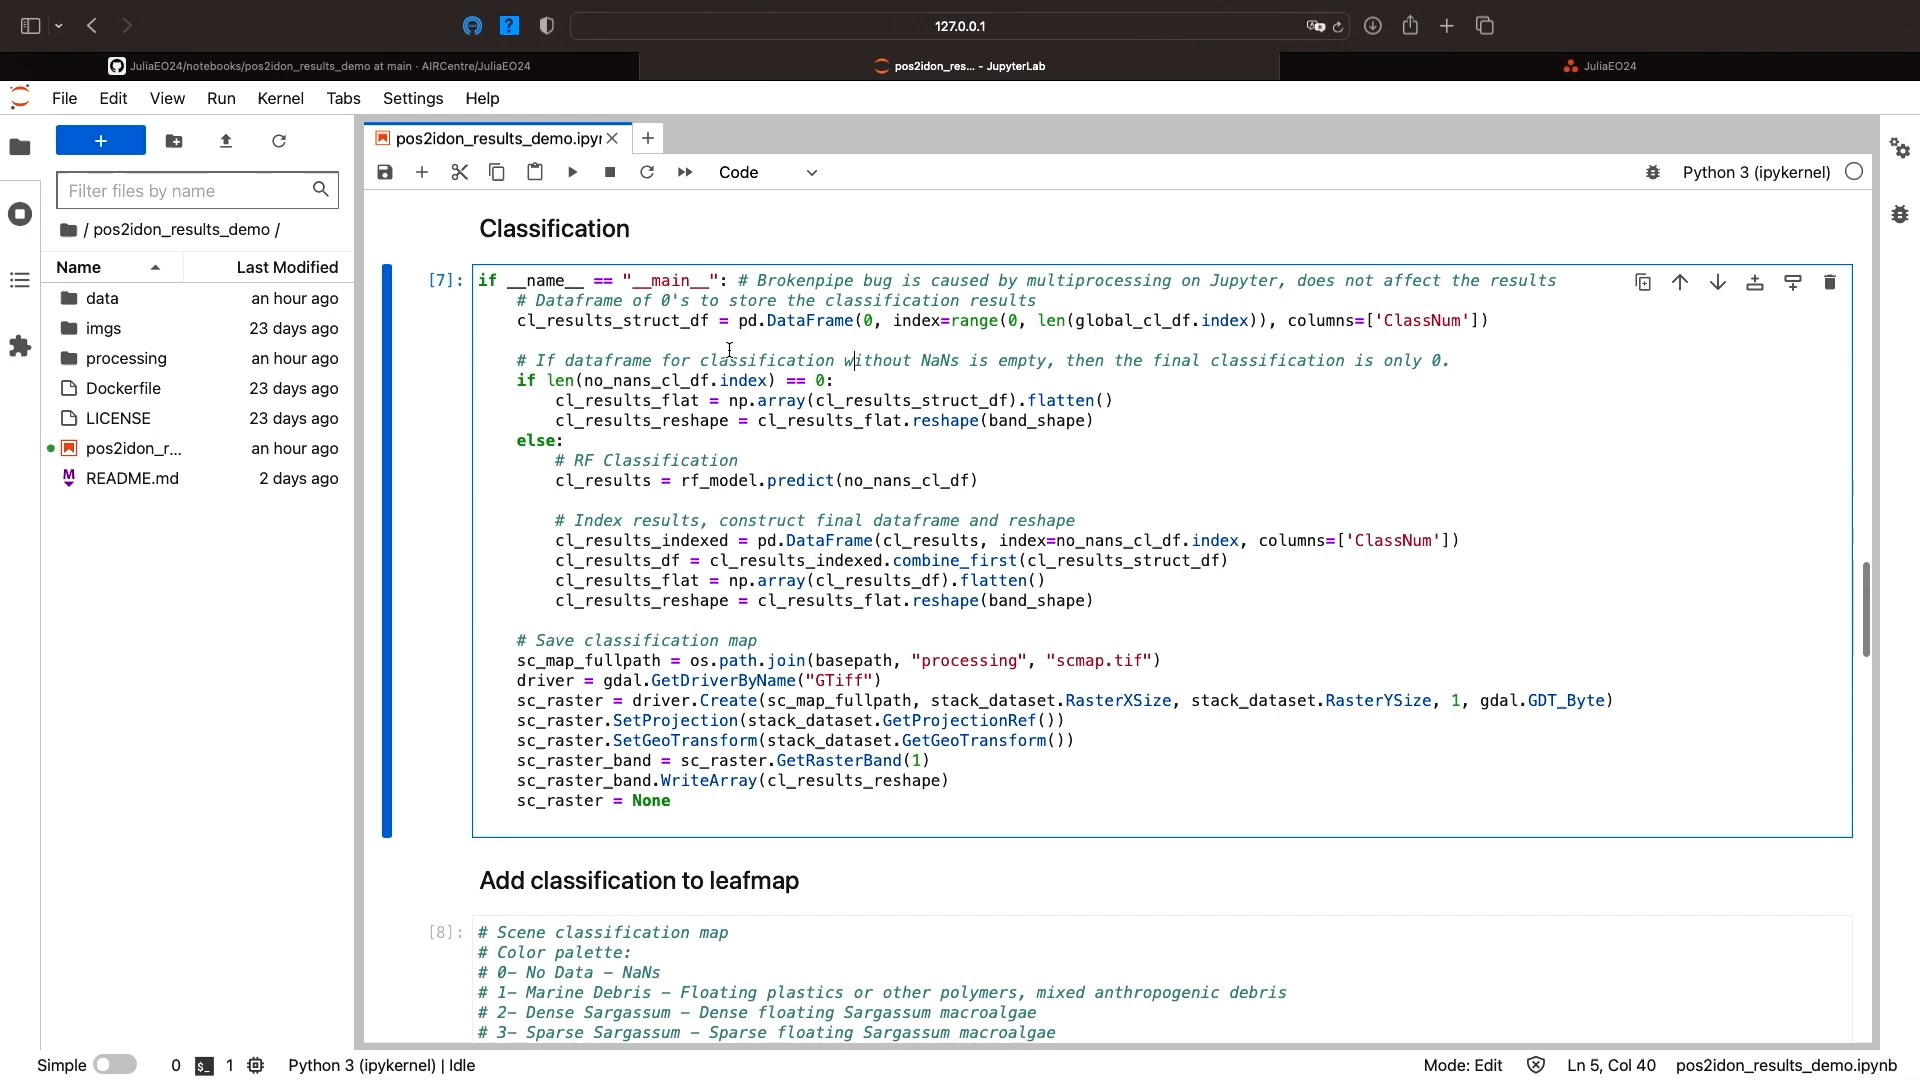 127.0.0.1
JuliaEO24/notebooks/pos2idon_results_demo at main · AIRCentre/JuliaEO24
pos2idon_res... - JupyterLab
JuliaEO24
File Edit View Run Kernel Tabs Settings Help
pos2idon_results_demo.ipyn
Code
Python 3 (ipykernel)
Filter files by name
/ pos2idon_results_demo /
Name Last Modified
data an hour ago
imgs 23 days ago
processing an hour ago
Dockerfile 23 days ago
LICENSE 23 days ago
pos2idon_r... an hour ago
README.md 2 days ago
Classification
[7]: if __name__ == "__main__": # Brokenpipe bug is caused by multiprocessing on Jupyter, does not affect the results
# Dataframe of 0's to store the classification results
cl_results_struct_df = pd.DataFrame(0, index=range(0, len(global_cl_df.index)), columns=['ClassNum'])
# If dataframe for classification without NaNs is empty, then the final classification is only 0.
if len(no_nans_cl_df.index) == 0:
cl_results_flat = np.array(cl_results_struct_df).flatten()
cl_results_reshape = cl_results_flat.reshape(band_shape)
else:
# RF Classification
cl_results = rf_model.predict(no_nans_cl_df)
# Index results, construct final dataframe and reshape
cl_results_indexed = pd.DataFrame(cl_results, index=no_nans_cl_df.index, columns=['ClassNum'])
cl_results_df = cl_results_indexed.combine_first(cl_results_struct_df)
cl_results_flat = np.array(cl_results_df).flatten()
cl_results_reshape = cl_results_flat.reshape(band_shape)
# Save classification map
sc_map_fullpath = os.path.join(basepath, "processing", "scmap.tif")
driver = gdal.GetDriverByName("GTiff")
sc_raster = driver.Create(sc_map_fullpath, stack_dataset.RasterXSize, stack_dataset.RasterYSize, 1, gdal.GDT_Byte)
sc_raster.SetProjection(stack_dataset.GetProjectionRef())
sc_raster.SetGeoTransform(stack_dataset.GetGeoTransform())
sc_raster_band = sc_raster.GetRasterBand(1)
sc_raster_band.WriteArray(cl_results_reshape)
sc_raster = None
Add classification to leafmap
[8]: # Scene classification map
# Color palette:
# 0- No Data - NaNs
# 1- Marine Debris - Floating plastics or other polymers, mixed anthropogenic debris
# 2- Dense Sargassum - Dense floating Sargassum macroalgae
# 3- Sparse Sargassum - Sparse floating Sargassum macroalgae
Simple 0 1 Python 3 (ipykernel) | Idle
Mode: Edit Ln 5, Col 40 pos2idon_results_demo.ipynb